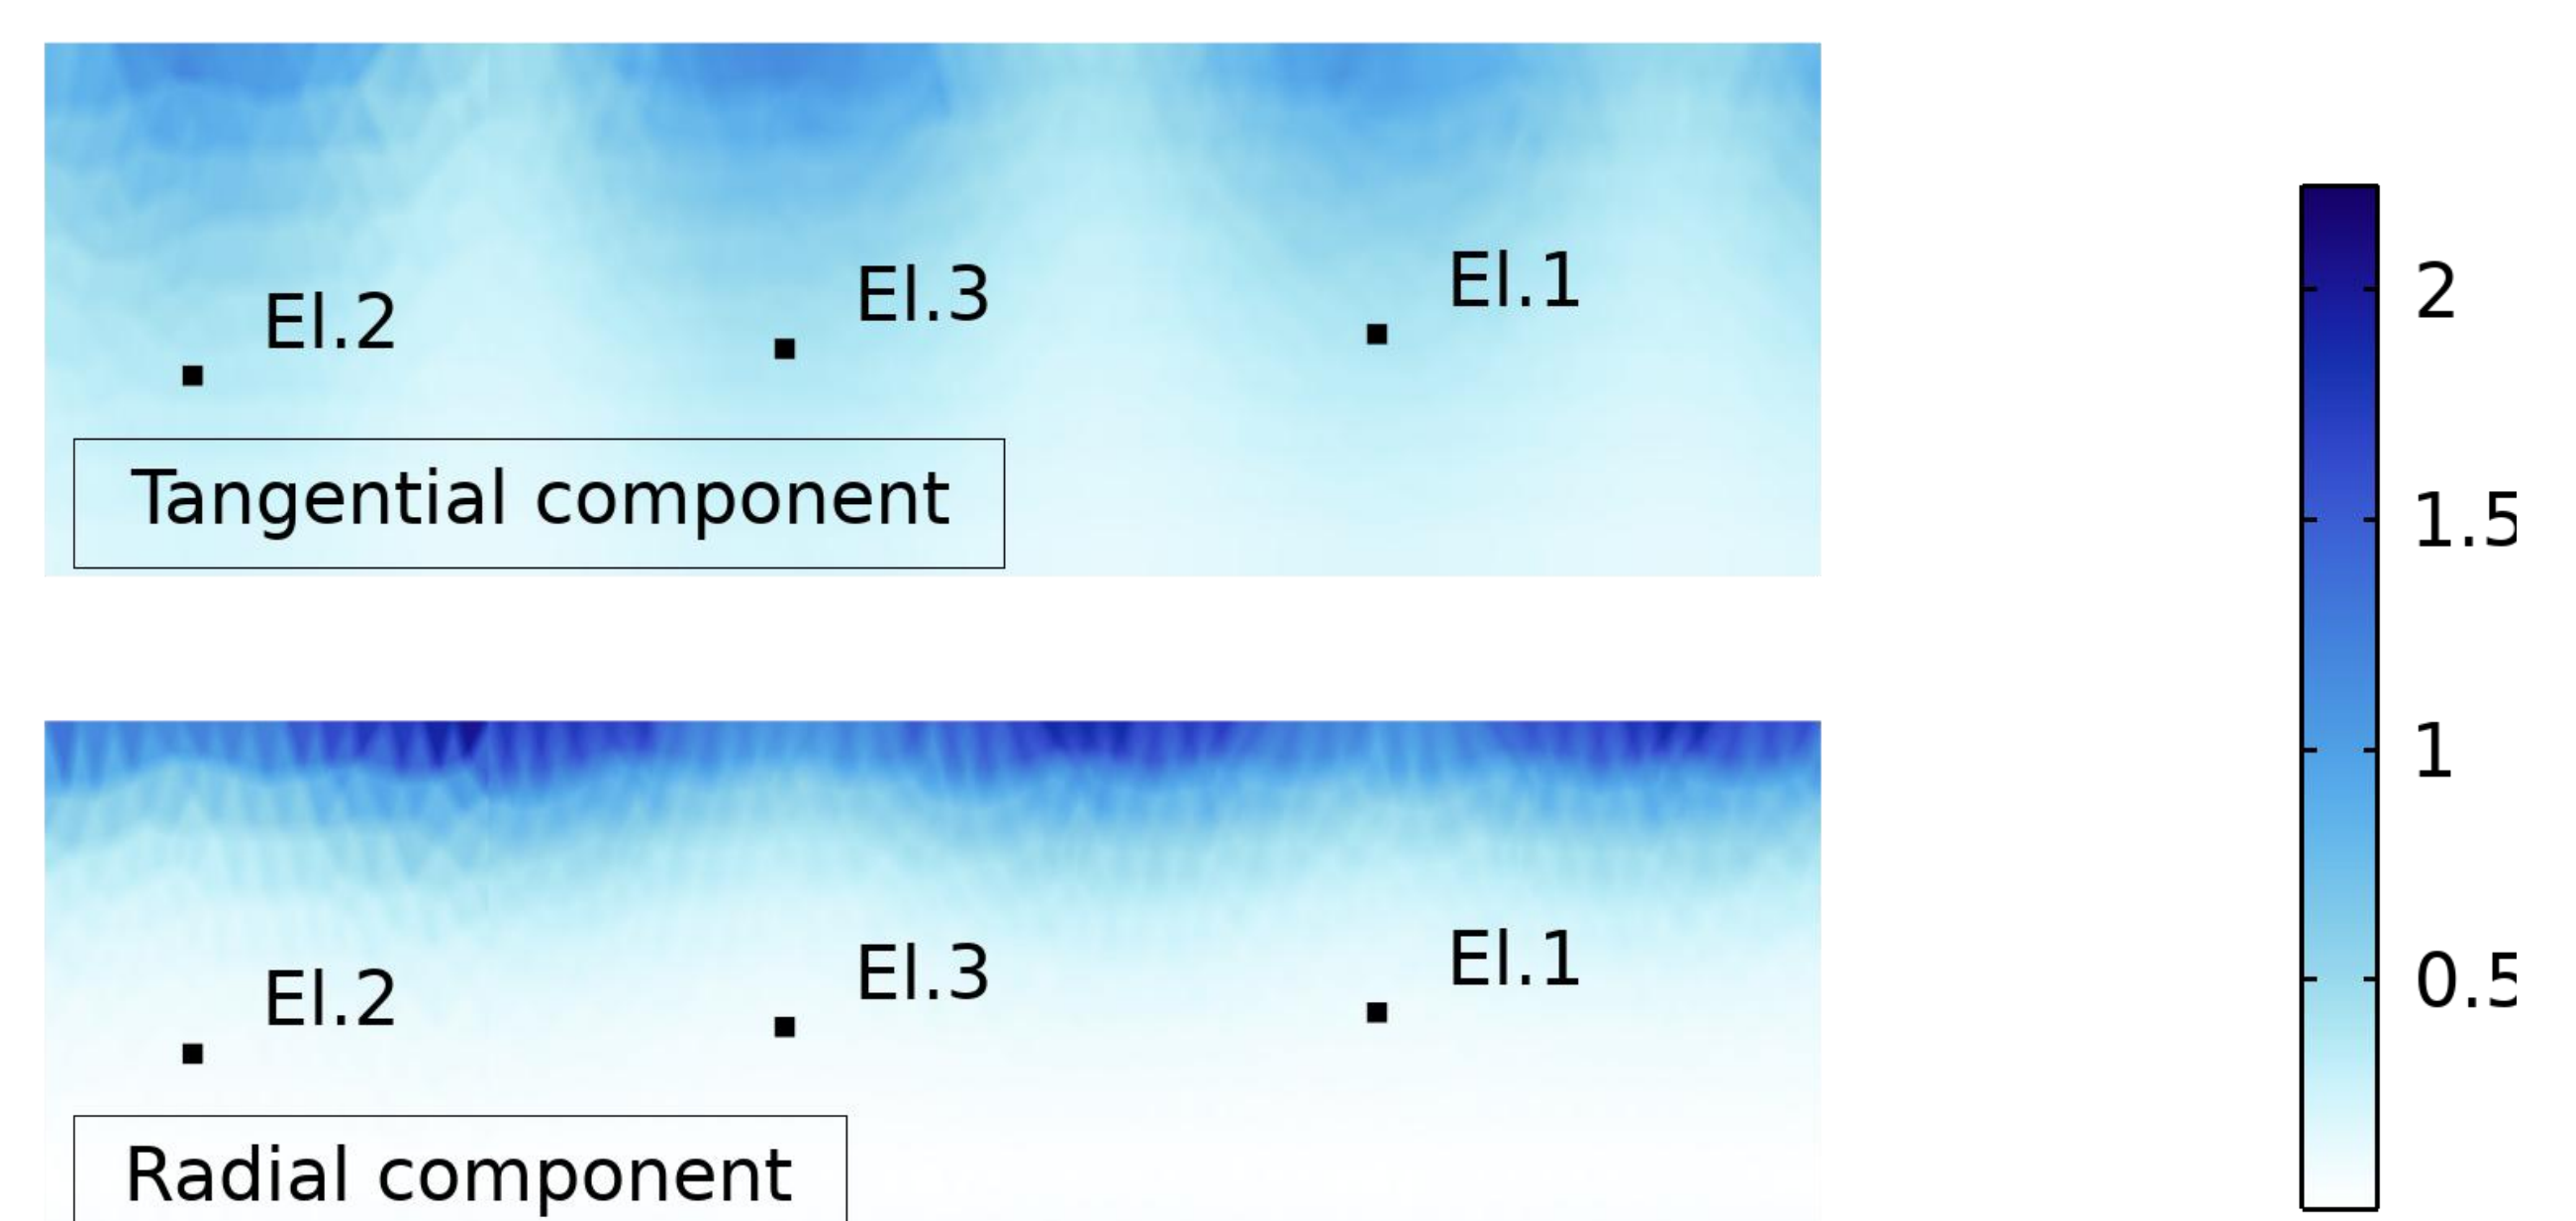 El.2
El.3
El.1
Tangential component
El.2
El.3
El.1
Radial component
2
1.5
1
0.5